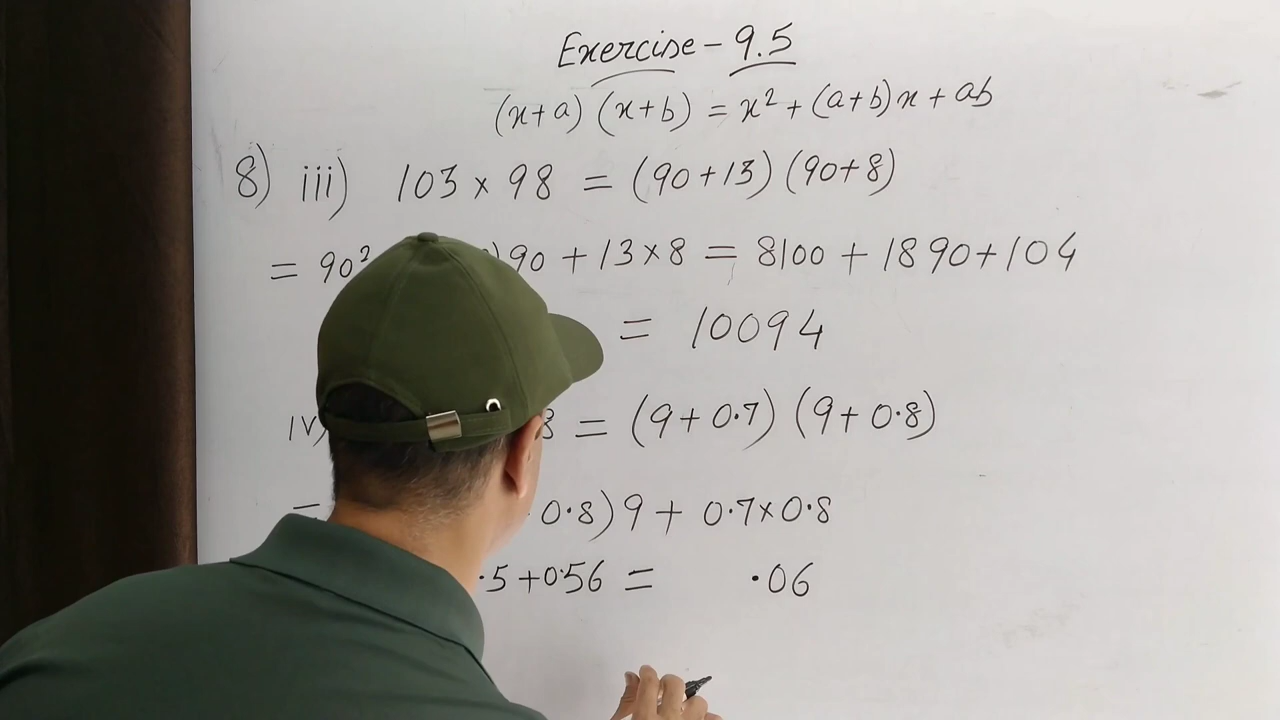 Exercise - 9.5
(x+a) (x+b) = x² + (a+b)x + ab
8) iii) 103 × 98 = (90+13) (90+8)
= 90² )90 + 13×8 = 8100 + 1890+104
= 10094
iv) = (9+0.7) (9+0.8)
0.8)9 + 0.7×0.8
.5+0.56 = .06